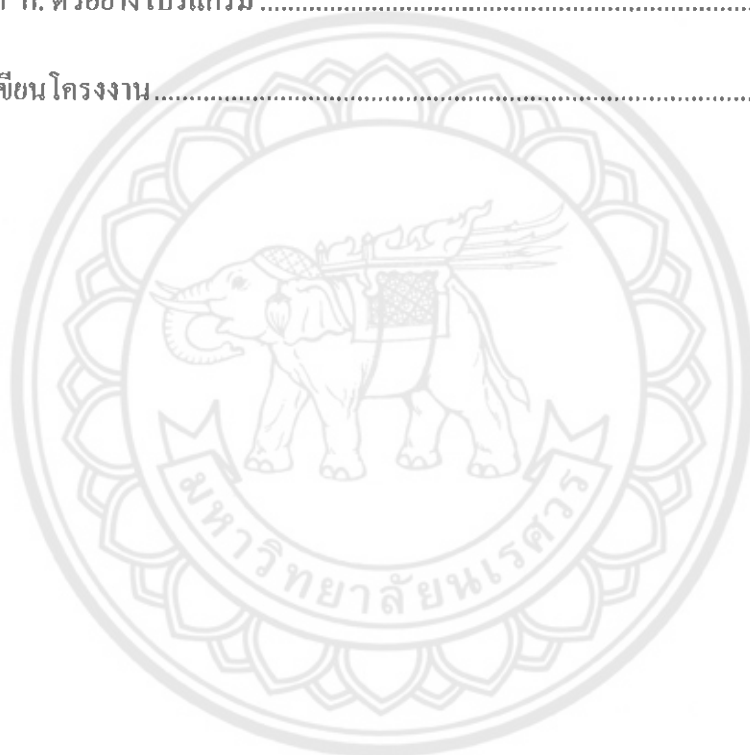 ก. ตัวอย่างโปรแกรม ........................................................
ขียนโครงงาน........................................................
มหาวิทยาลัยนเรศวร